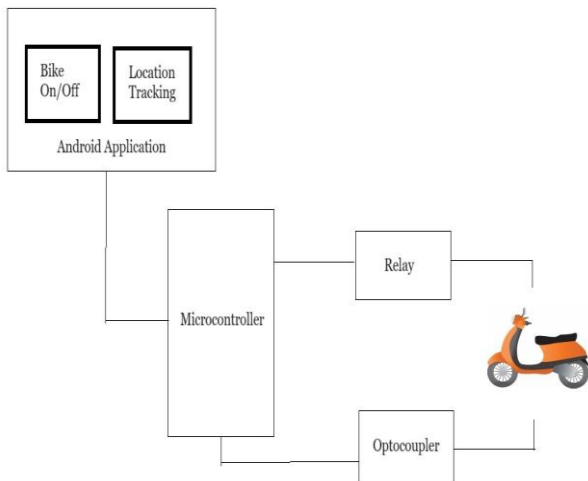 Bike
On/Off
Location
Tracking
Android Application
Microcontroller
Relay
Optocoupler